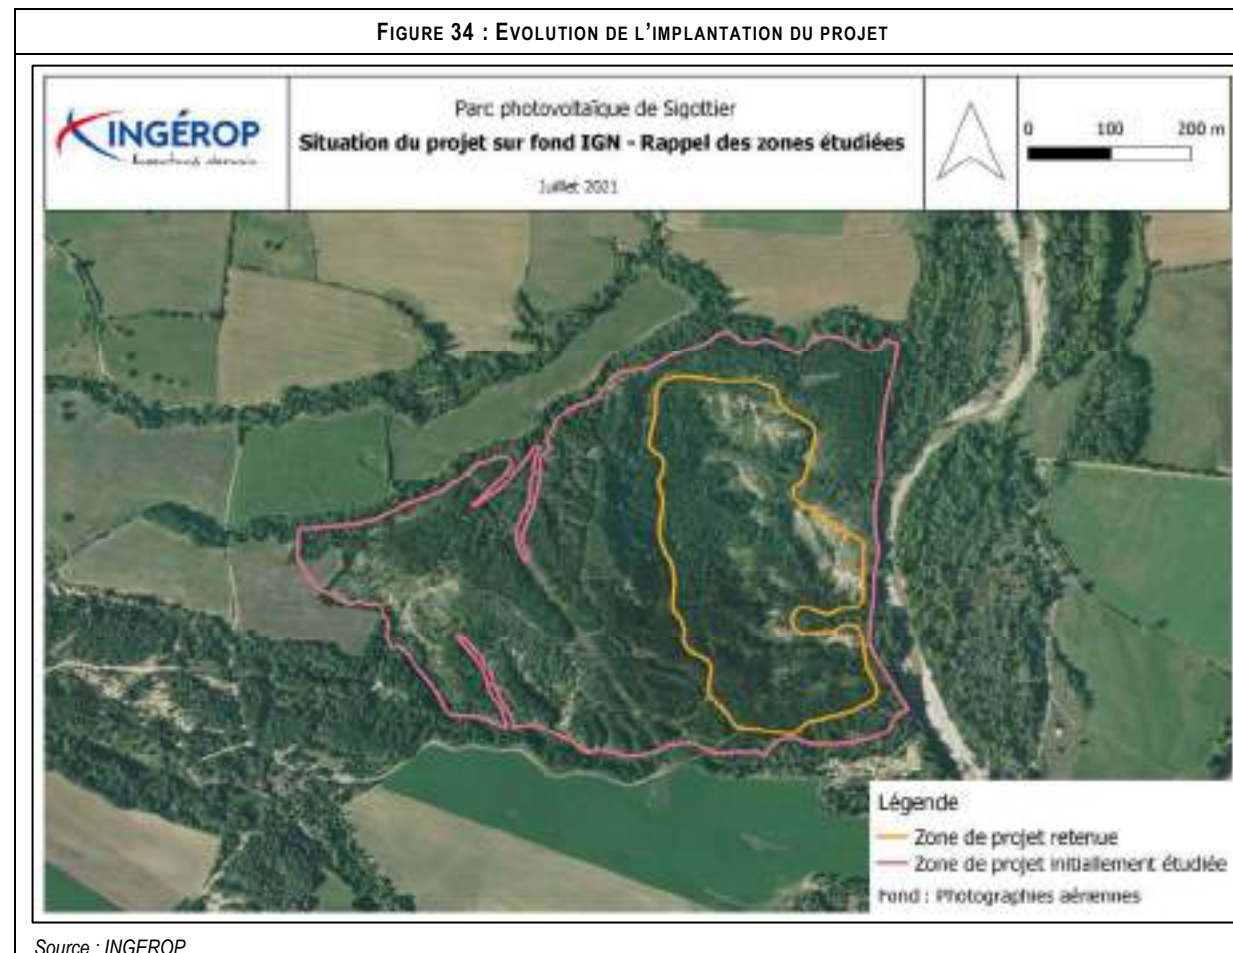 FIGURE 34 : EVOLUTION DE L'IMPLANTATION DU PROJET
INGÉROP
Parc photovoltaïque de Sigottier
Situation du projet sur fond IGN - Rappel des zones étudiées
Juillet 2021
0 100 200 m
Légende
Zone de projet retenue
Zone de projet initiallement étudiée
Fond : Photographies aériennes
Source : INGEROP